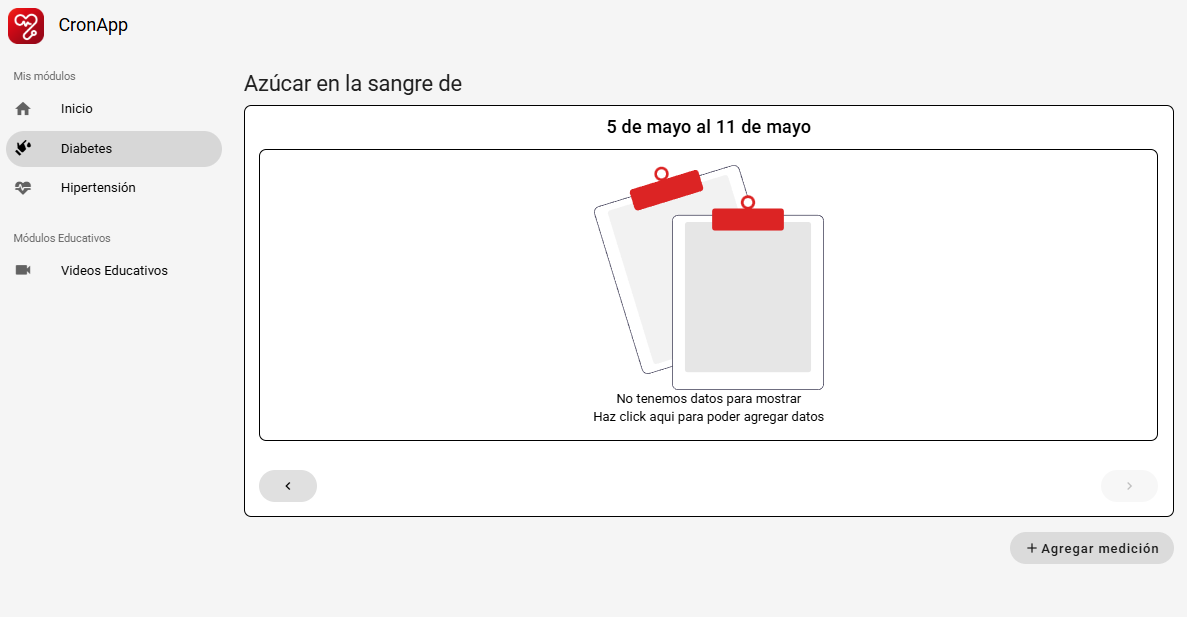 CronApp
Mis módulos
Inicio
Diabetes
Hipertensión
Módulos Educativos
Videos Educativos
Azúcar en la sangre de
5 de mayo al 11 de mayo
No tenemos datos para mostrar
Haz click aqui para poder agregar datos
+ Agregar medición